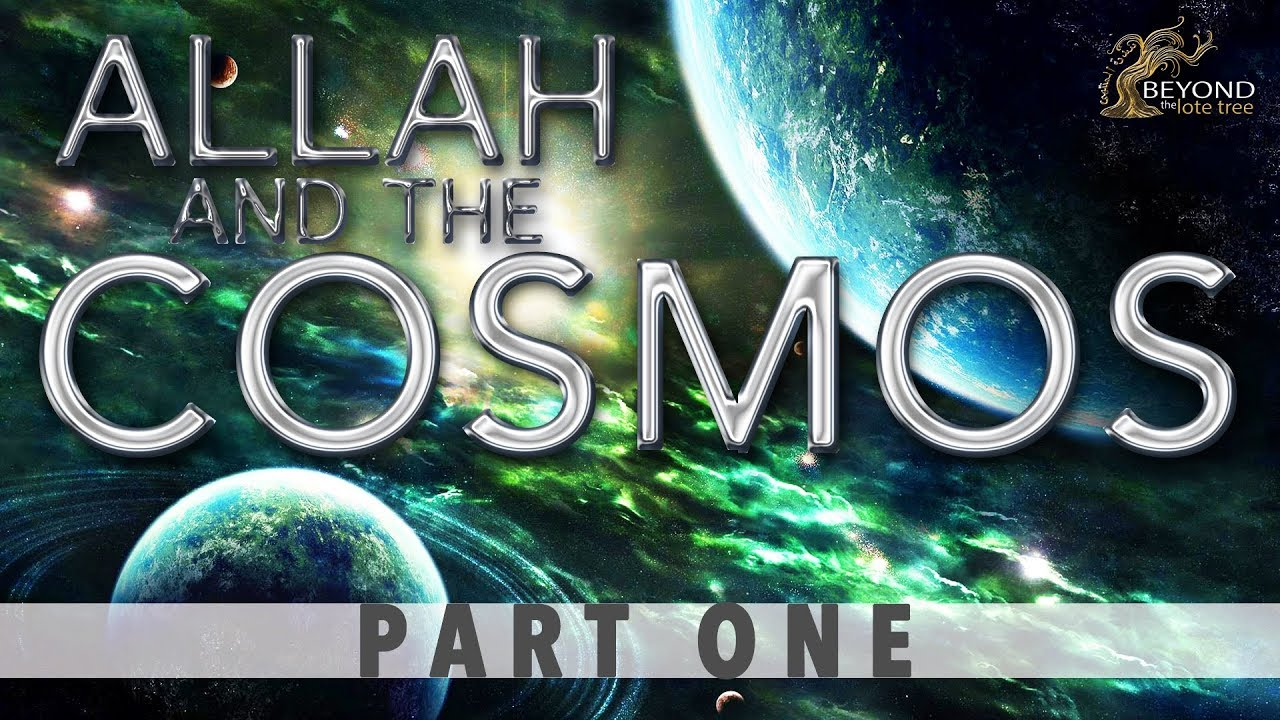 ALLAH
AND THE
COSMOS
BEYOND
the lote tree
PART ONE